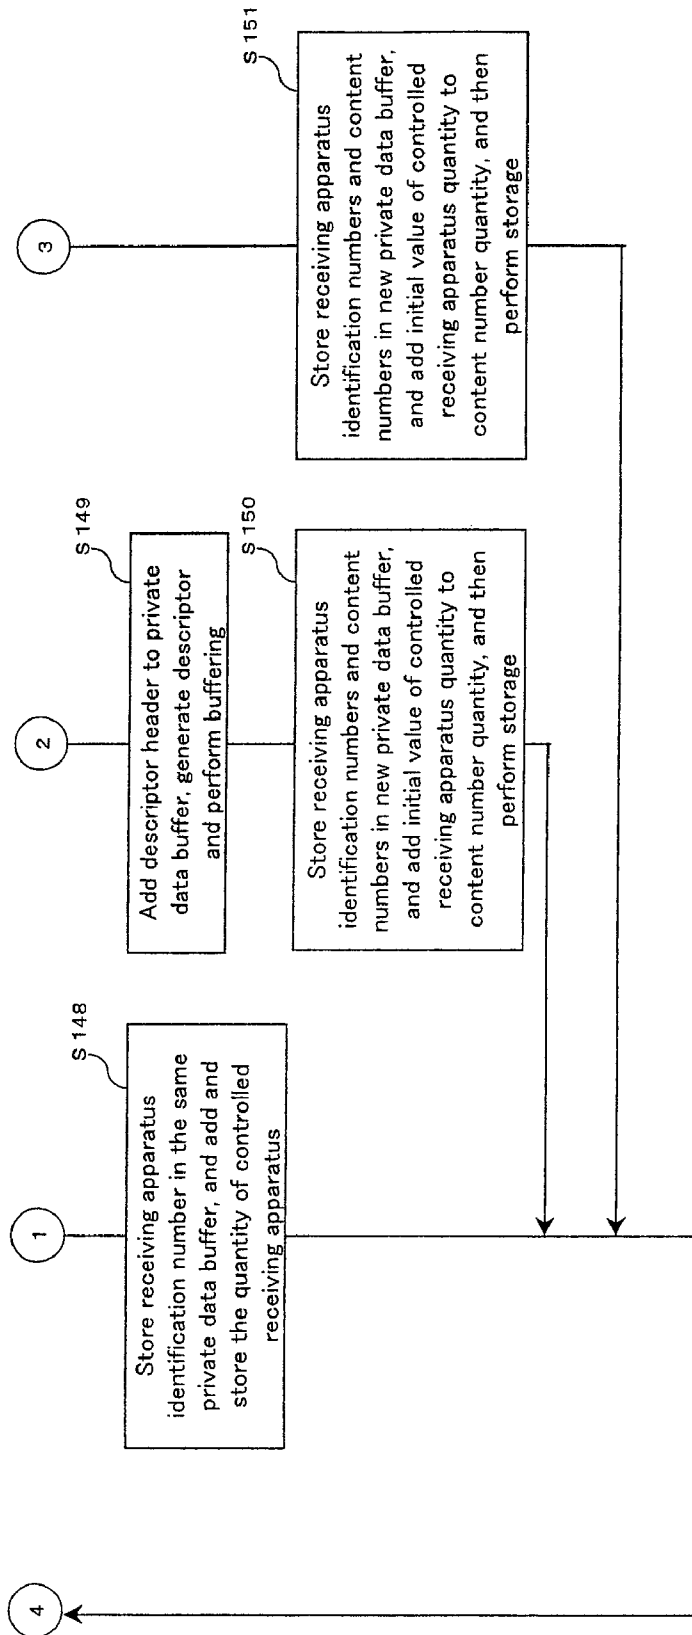 4
1
2
3
S 148
Store receiving apparatus
identification number in the same
private data buffer, and add and
store the quantity of controlled
receiving apparatus
S 149
Add descriptor header to private
data buffer, generate descriptor
and perform buffering
S 150
Store receiving apparatus
identification numbers and content
numbers in new private data buffer,
and add initial value of controlled
receiving apparatus quantity to
content number quantity, and then
perform storage
S 151
Store receiving apparatus
identification numbers and content
numbers in new private data buffer,
and add initial value of controlled
receiving apparatus quantity to
content number quantity, and then
perform storage